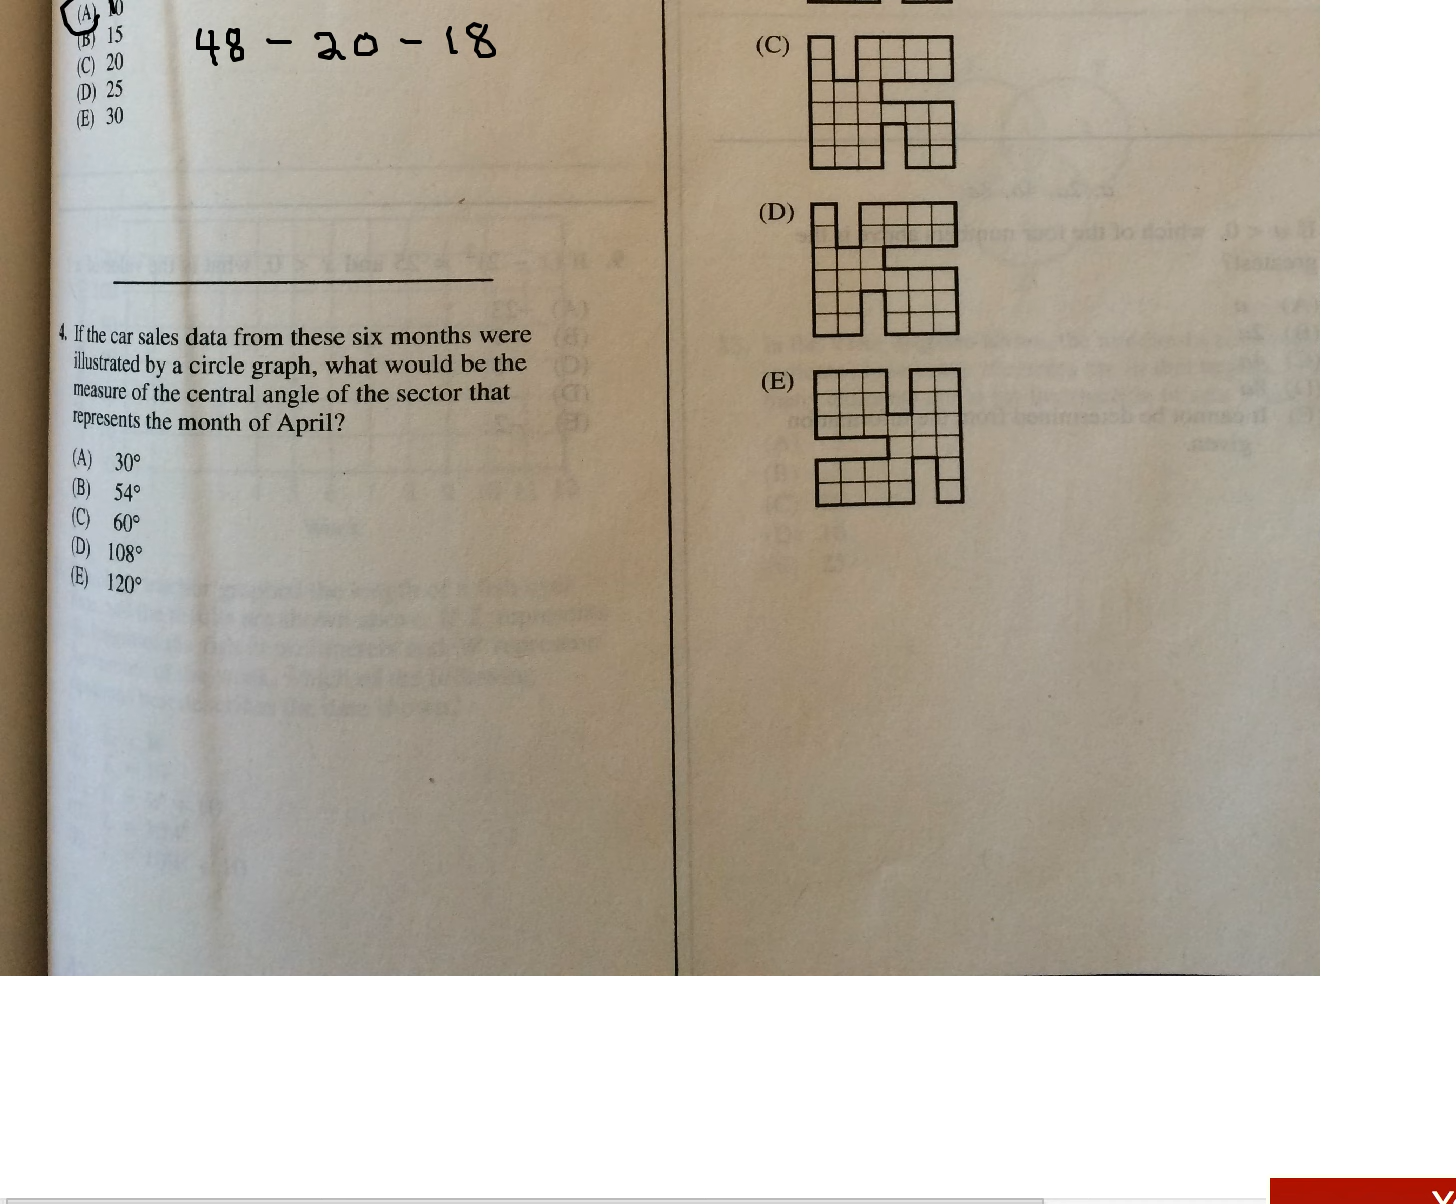 (A) 10
(B) 15
(C) 20
(D) 25
(E) 30
48 - 20 - 18
4. If the car sales data from these six months were
illustrated by a circle graph, what would be the
measure of the central angle of the sector that
represents the month of April?
(A) 30°
(B) 54°
(C) 60°
(D) 108°
(E) 120°
(C)
(D)
(E)